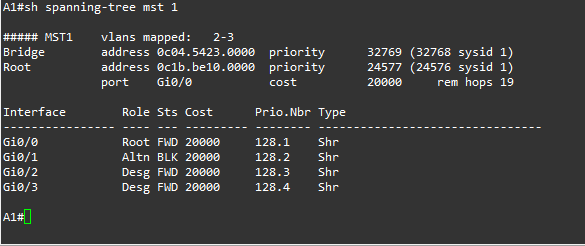 A1#sh spanning-tree mst 1
##### MST1    vlans mapped:   2-3
Bridge        address 0c04.5423.0000  priority      32769 (32768 sysid 1)
Root          address 0c1b.be10.0000  priority      24577 (24576 sysid 1)
              port    Gi0/0           cost          20000     rem hops 19
Interface        Role Sts Cost      Prio.Nbr Type
---------------- ---- --- --------- -------- --------------------------------
Gi0/0            Root FWD 20000     128.1    Shr
Gi0/1            Altn BLK 20000     128.2    Shr
Gi0/2            Desg FWD 20000     128.3    Shr
Gi0/3            Desg FWD 20000     128.4    Shr
A1#